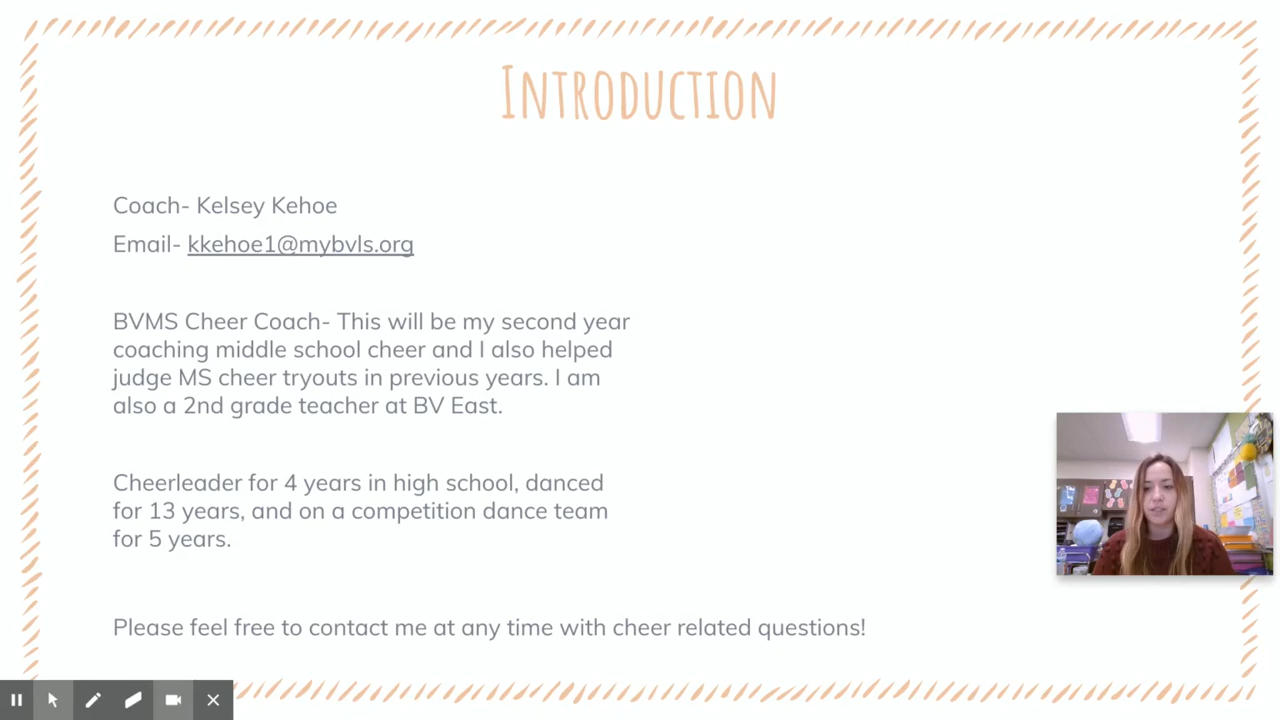 Introduction
Coach- Kelsey Kehoe
Email- kkehoe1@mybvls.org
BVMS Cheer Coach- This will be my second year
coaching middle school cheer and I also helped
judge MS cheer tryouts in previous years. I am
also a 2nd grade teacher at BV East.
Cheerleader for 4 years in high school, danced
for 13 years, and on a competition dance team
for 5 years.
Please feel free to contact me at any time with cheer related questions!